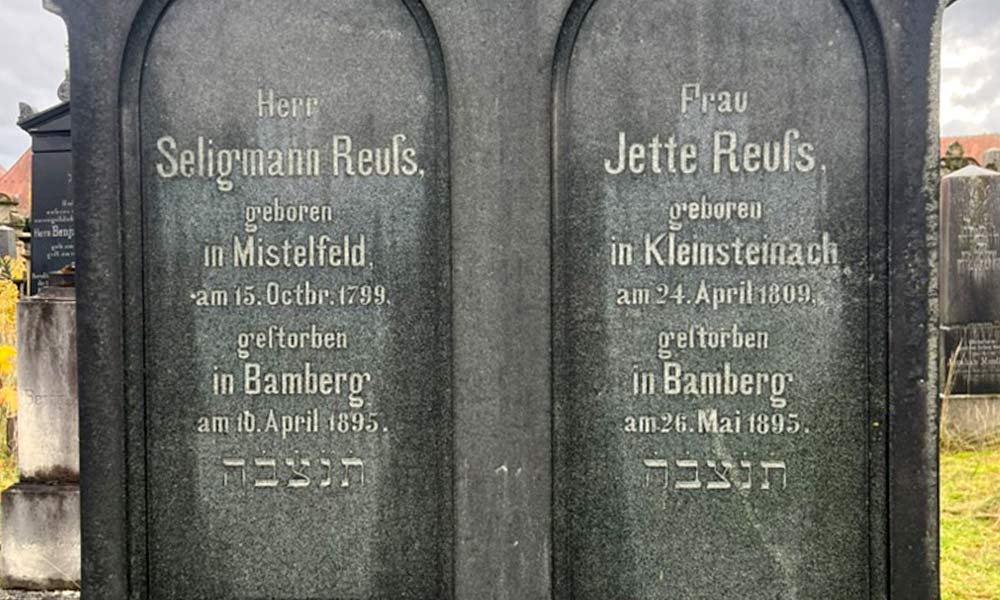 Herr
Seligmann Reuſs,
geboren
in Mistelfeld,
am 15. Octbr. 1799,
geſtorben
in Bamberg
am 10. April 1895.
תנצבה
Frau
Jette Reuſs,
geboren
in Kleinsteinach
am 24. April 1809,
geſtorben
in Bamberg
am 26. Mai 1895.
תנצבה
Herrn